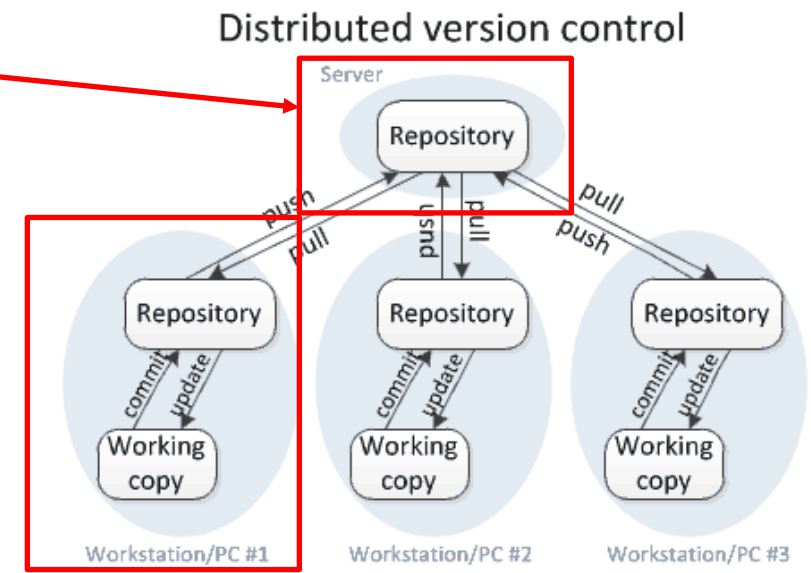 Distributed version control
Server
Repository
push
pull
push
pull
pull
push
Repository
Repository
Repository
commit
update
commit
update
commit
update
Working
copy
Working
copy
Working
copy
Workstation/PC #1
Workstation/PC #2
Workstation/PC #3